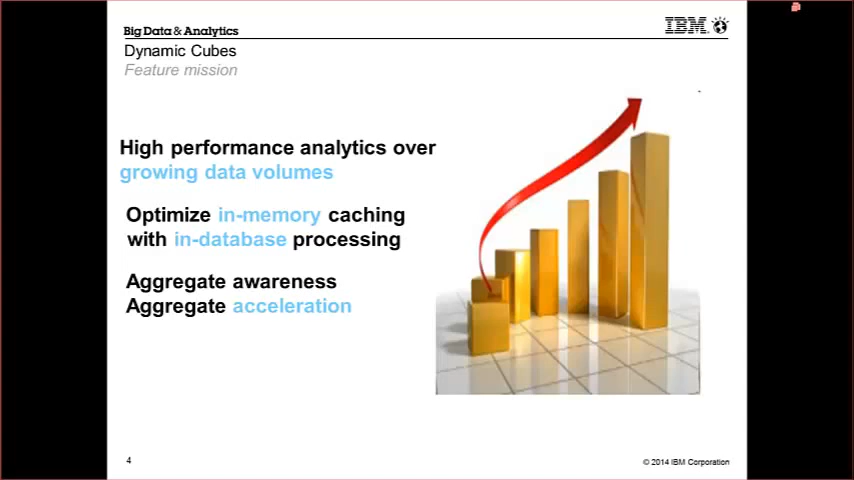 Big Data & Analytics
IBM.
Dynamic Cubes
Feature mission
High performance analytics over
growing data volumes
Optimize in-memory caching
with in-database processing
Aggregate awareness
Aggregate acceleration
4
© 2014 IBM Corporation